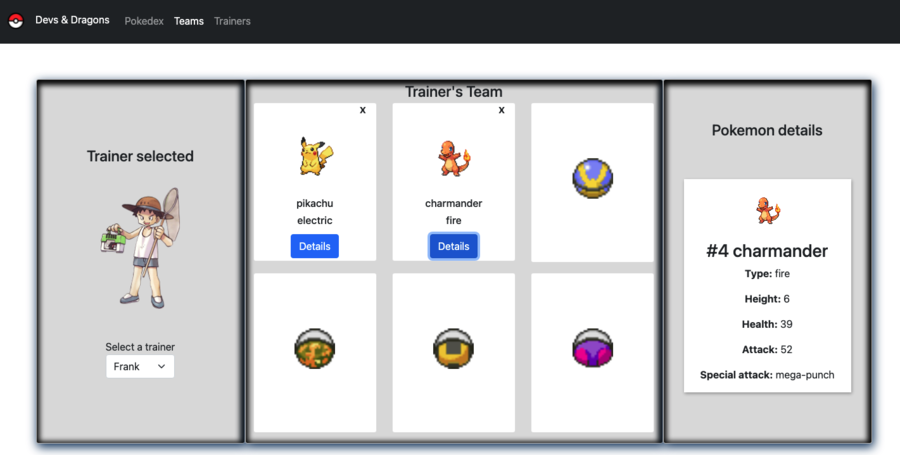 Devs & Dragons Pokedex Teams Trainers
Trainer selected
Select a trainer
Frank
Trainer's Team
X
pikachu
electric
Details
X
charmander
fire
Details
Pokemon details
#4 charmander
Type: fire
Height: 6
Health: 39
Attack: 52
Special attack: mega-punch